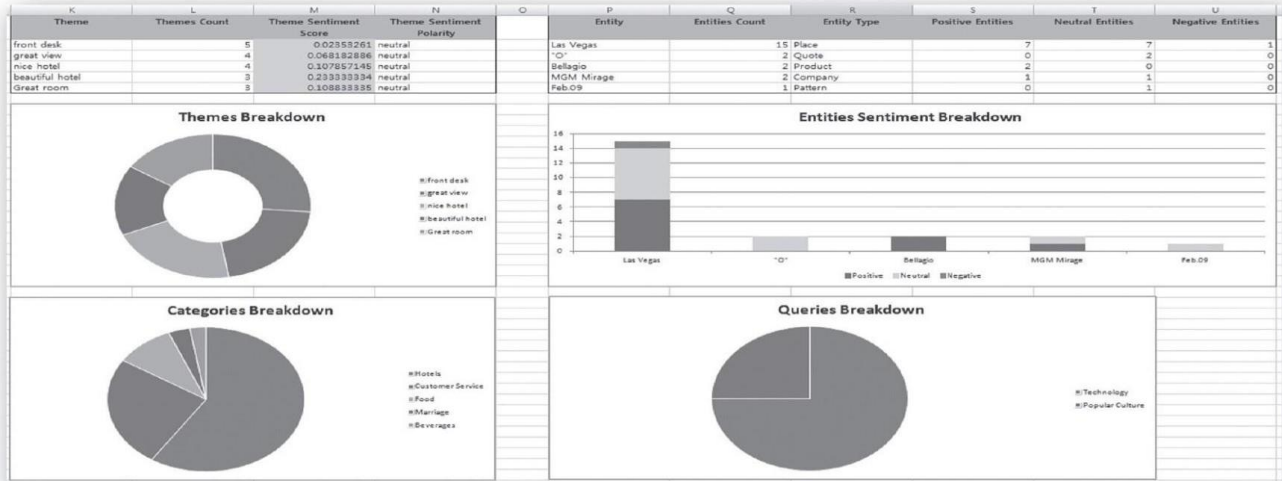 K L M N O P Q R S T U
Theme Themes Count Theme Sentiment Score Theme Sentiment Polarity
front desk 5 0.02353261 neutral
great view 4 0.068182886 neutral
nice hotel 4 0.107857145 neutral
beautiful hotel 3 0.233333334 neutral
Great room 3 0.108833335 neutral
Entity Entities Count Entity Type Positive Entities Neutral Entities Negative Entities
Las Vegas 15 Place 7 7 1
"O" 2 Quote 0 2 0
Bellagio 2 Product 2 0 0
MGM Mirage 2 Company 1 1 0
Feb.09 1 Pattern 0 1 0
Themes Breakdown
front desk
great view
nice hotel
beautiful hotel
Great room
Entities Sentiment Breakdown
16
14
12
10
8
6
4
2
0
Las Vegas "O" Bellagio MGM Mirage Feb.09
Positive Neutral Negative
Categories Breakdown
Hotels
Customer Service
Food
Marriage
Beverages
Queries Breakdown
Technology
Popular Culture